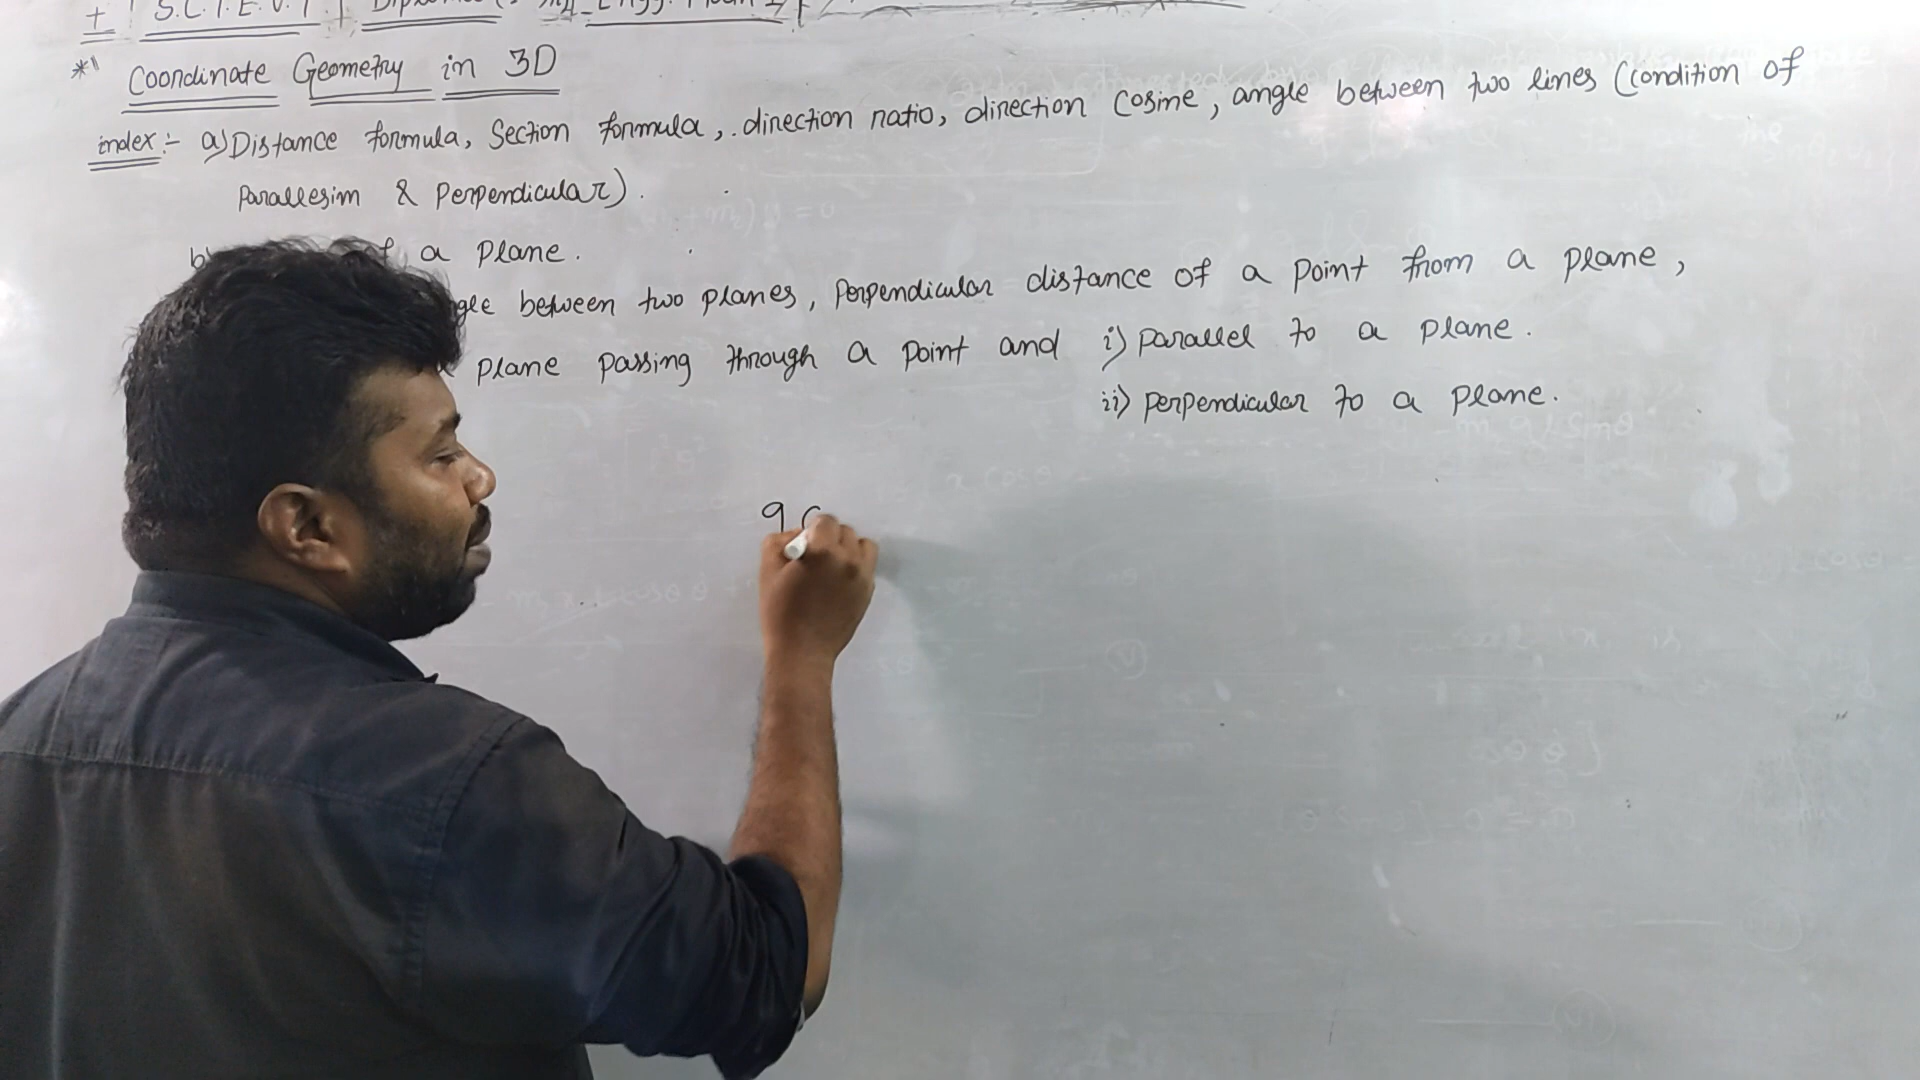 + S.C.T.E.V.T
*1 Coordinate Geometry in 3D
index:- a) Distance formula, Section formula, direction ratio, direction Cosine, angle between two lines (condition of
Parallesim & Perpendicular).
b) of a Plane.
between two planes, Perpendicular distance of a Point from a plane,
plane passing through a point and i) parallel to a plane.
ii) perpendicular to a plane.
9